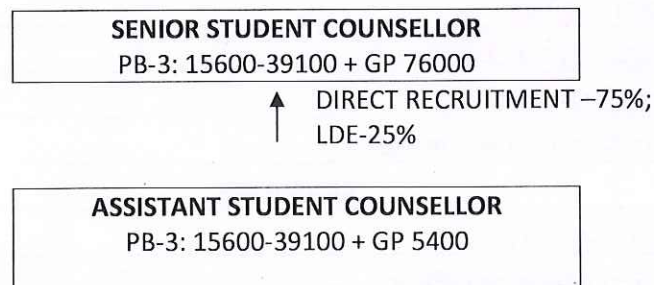 SENIOR STUDENT COUNSELLOR
PB-3: 15600-39100 + GP 76000
DIRECT RECRUITMENT –75%;
LDE-25%
ASSISTANT STUDENT COUNSELLOR
PB-3: 15600-39100 + GP 5400